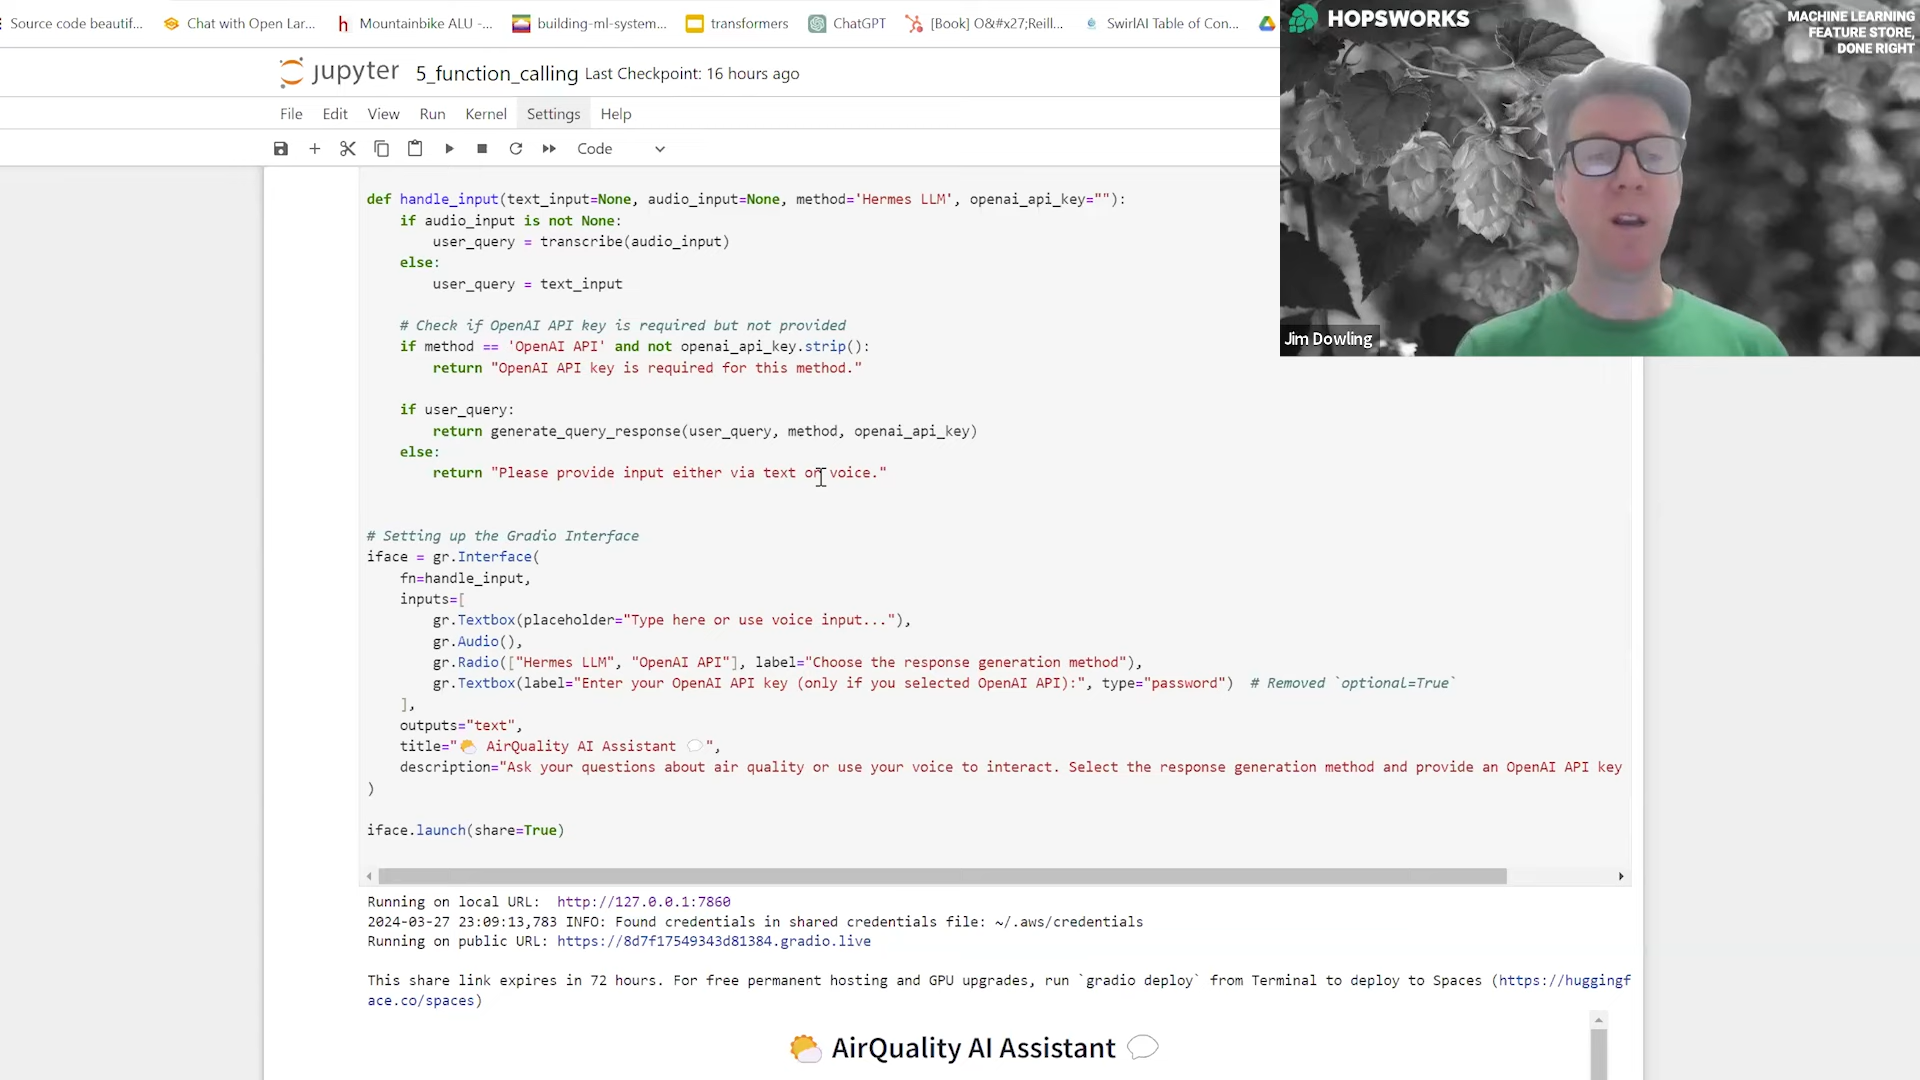 Source code beautif...
Chat with Open Lar...
Mountainbike ALU -...
building-ml-system...
transformers
ChatGPT
[Book] O&#x27;Reill...
SwirlAI Table of Con...
HOPSWORKS
MACHINE LEARNING
FEATURE STORE,
DONE RIGHT
Jim Dowling
jupyter 5_function_calling Last Checkpoint: 16 hours ago
File Edit View Run Kernel Settings Help
Code
def handle_input(text_input=None, audio_input=None, method='Hermes LLM', openai_api_key=""):
    if audio_input is not None:
        user_query = transcribe(audio_input)
    else:
        user_query = text_input
    # Check if OpenAI API key is required but not provided
    if method == 'OpenAI API' and not openai_api_key.strip():
        return "OpenAI API key is required for this method."
    if user_query:
        return generate_query_response(user_query, method, openai_api_key)
    else:
        return "Please provide input either via text or voice."
# Setting up the Gradio Interface
iface = gr.Interface(
    fn=handle_input,
    inputs=[
        gr.Textbox(placeholder="Type here or use voice input..."),
        gr.Audio(),
        gr.Radio(["Hermes LLM", "OpenAI API"], label="Choose the response generation method"),
        gr.Textbox(label="Enter your OpenAI API key (only if you selected OpenAI API):", type="password")  # Removed `optional=True`
    ],
    outputs="text",
    title="🌤️ AirQuality AI Assistant 💬",
    description="Ask your questions about air quality or use your voice to interact. Select the response generation method and provide an OpenAI API key
)
iface.launch(share=True)
Running on local URL:  http://127.0.0.1:7860
2024-03-27 23:09:13,783 INFO: Found credentials in shared credentials file: ~/.aws/credentials
Running on public URL: https://8d7f17549343d81384.gradio.live
This share link expires in 72 hours. For free permanent hosting and GPU upgrades, run `gradio deploy` from Terminal to deploy to Spaces (https://huggingf
ace.co/spaces)
🌤️ AirQuality AI Assistant 💬